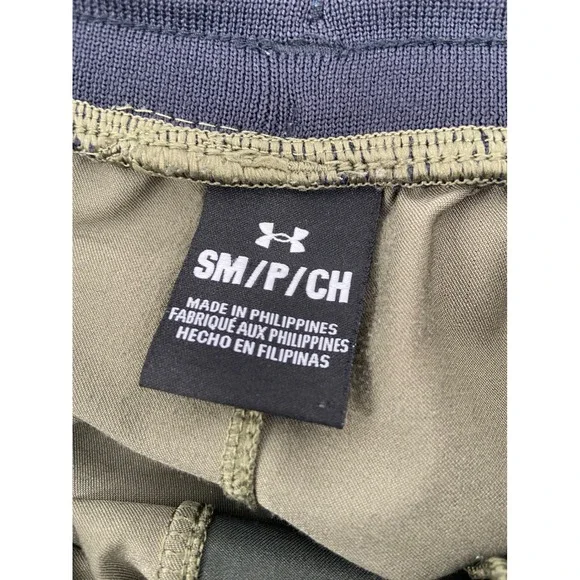 SM/P/CH
MADE IN PHILIPPINES
FABRIQUÉ AUX PHILIPPINES
HECHO EN FILIPINAS